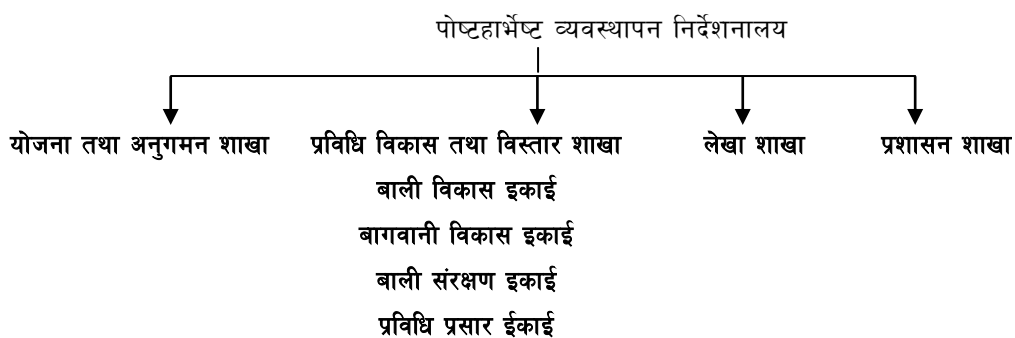 पोष्टहार्भेष्ट व्यवस्थापन निर्देशनालय
योजना तथा अनुगमन शाखा प्रविधि विकास तथा विस्तार शाखा लेखा शाखा प्रशासन शाखा
बाली विकास इकाई
बागवानी विकास इकाई
बाली संरक्षण इकाई
प्रविधि प्रसार ईकाई